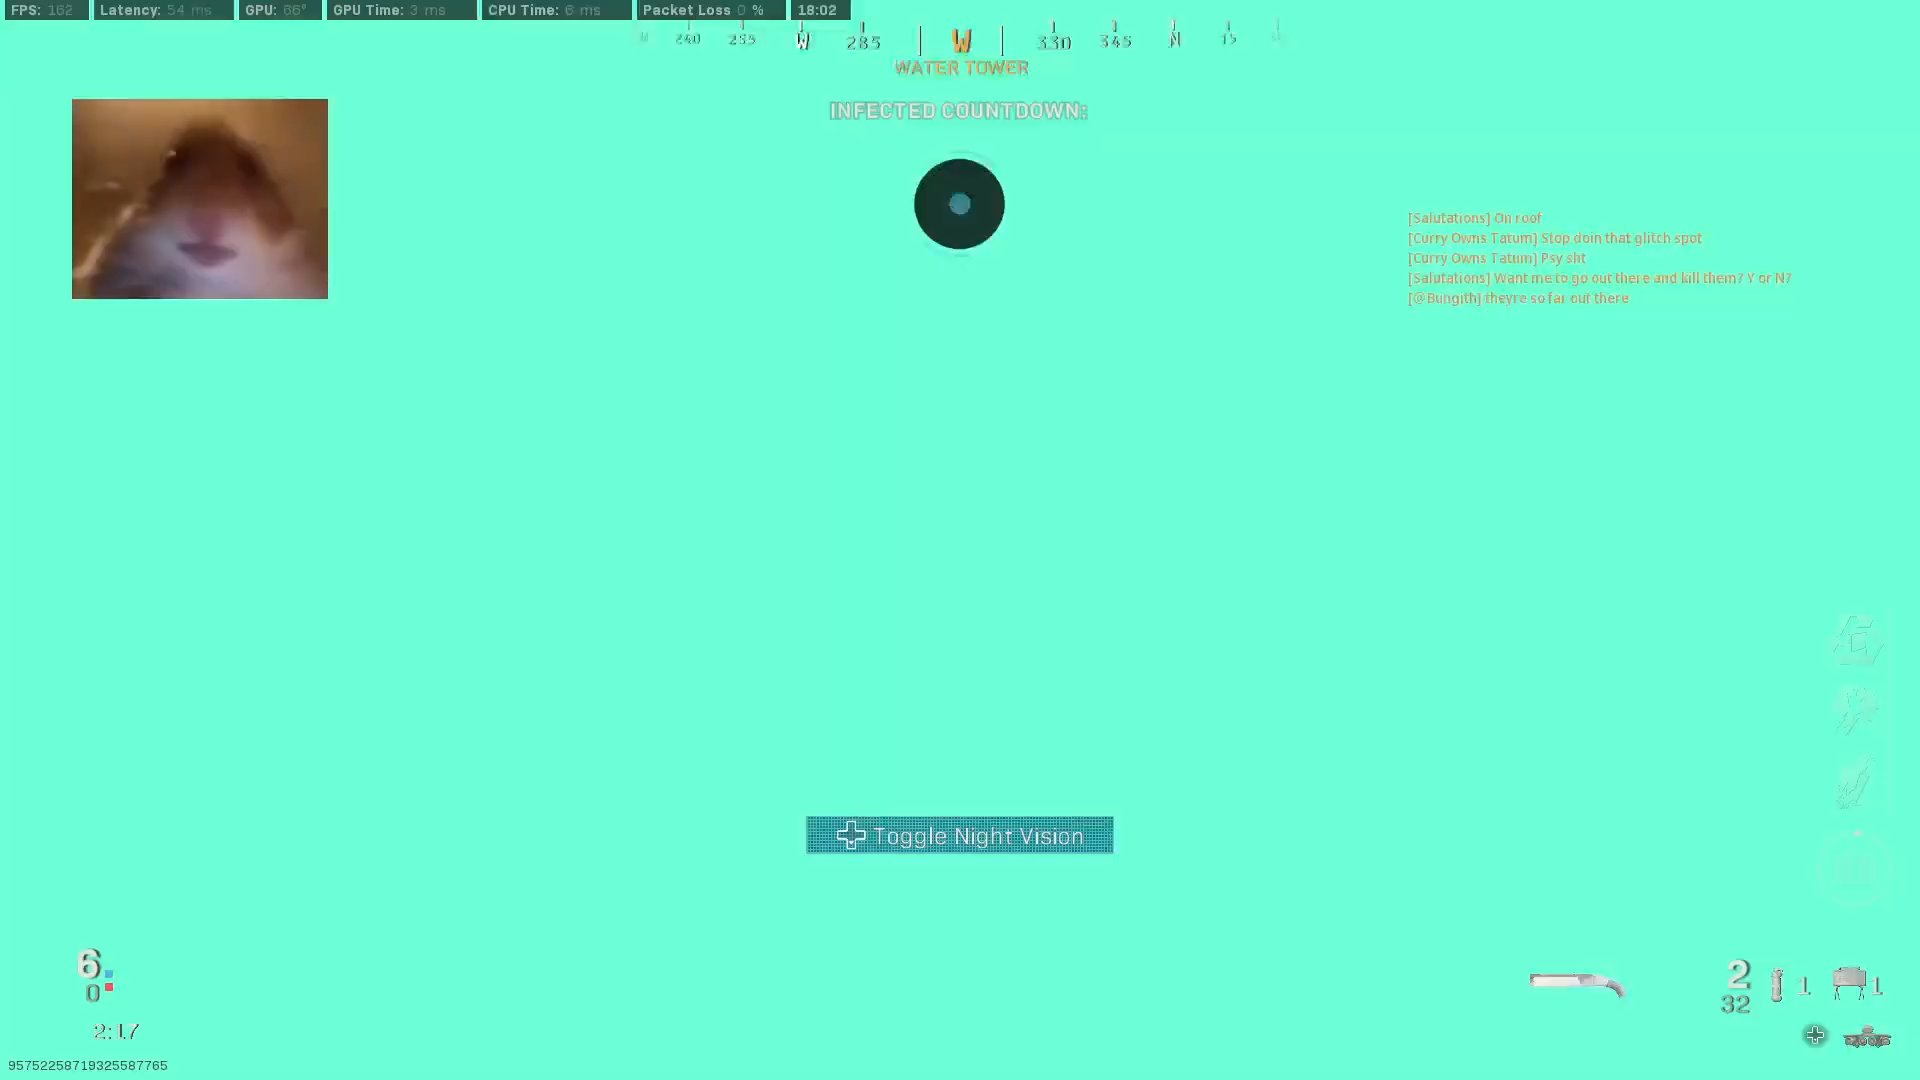 FPS: 162 Latency: 54 ms GPU: 66° GPU Time: 3 ms CPU Time: 6 ms Packet Loss 0 % 18:02
240 255 W 285 W 330 345 N 15
WATER TOWER
INFECTED COUNTDOWN:
[Salutations] On roof
[Curry Owns Tatum] Stop doin that glitch spot
[Curry Owns Tatum] Psy sht
[Salutations] Want me to go out there and kill them? Y or N?
[@Bungith] theyre so far out there
Toggle Night Vision
6
0
2:17
2
32
1
1
95752258719325587765